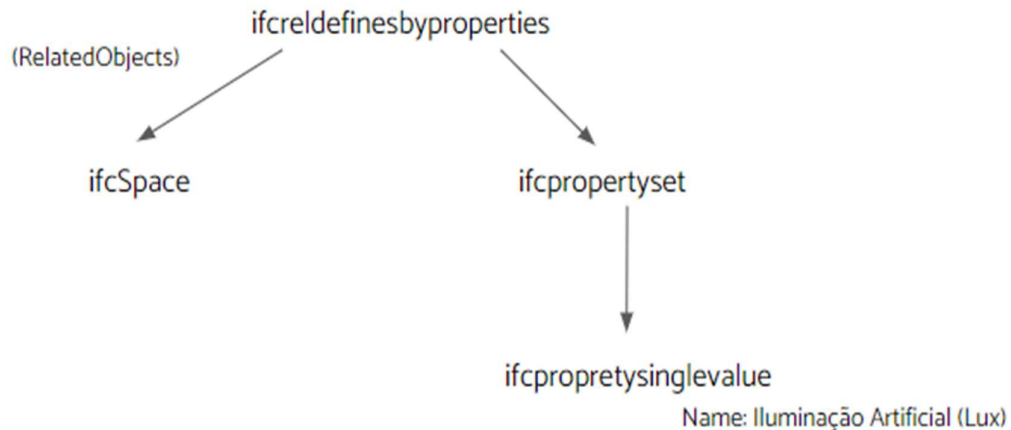 ifcreldefinesbyproperties
(RelatedObjects)
ifcSpace
ifcpropertyset
ifcpropretysinglevalue
Name: Iluminação Artificial (Lux)